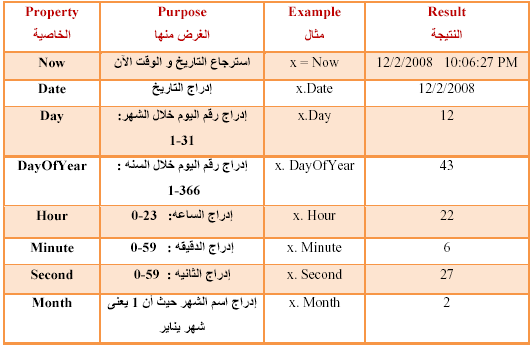 Property Purpose Example Result
الخاصية الغرض منها مثال النتيجة
Now استرجاع التاريخ و الوقت الآن x = Now 12/2/2008 10:06:27 PM
Date إدراج التاريخ x.Date 12/2/2008
Day إدراج رقم اليوم خلال الشهر: x.Day 12
1-31
DayOfYear إدراج رقم اليوم خلال السنه : x. DayOfYear 43
1-366
Hour إدراج الساعه: 0-23 x. Hour 22
Minute إدراج الدقيقه : 0-59 x. Minute 6
Second إدراج الثانيه : 0-59 x. Second 27
Month إدراج اسم الشهر حيث أن 1 يعنى x. Month 2
شهر يناير